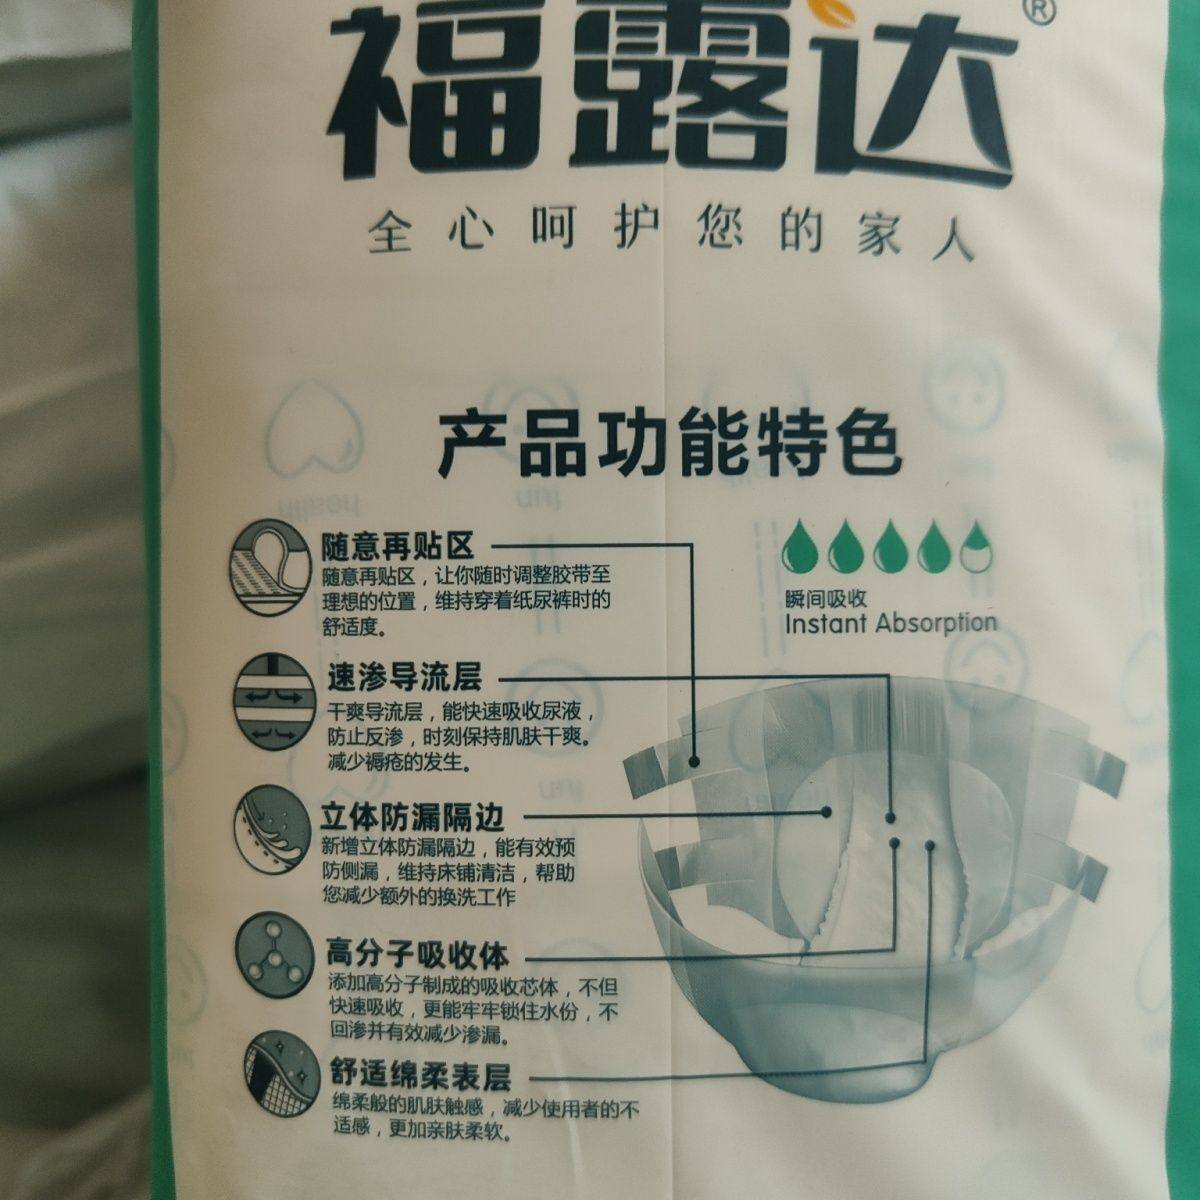 福露达®
全心呵护您的家人
产品功能特色
随意再贴区
随意再贴区，让你随时调整胶带至
理想的位置，维持穿着纸尿裤时的
舒适度。
瞬间吸收
Instant Absorption
速渗导流层
干爽导流层，能快速吸收尿液，
防止反渗，时刻保持肌肤干爽。
减少褥疮的发生。
立体防漏隔边
新增立体防漏隔边，能有效预
防侧漏，维持床铺清洁，帮助
您减少额外的换洗工作
高分子吸收体
添加高分子制成的吸收芯体，不但
快速吸收，更能牢牢锁住水份，不
回渗并有效减少渗漏。
舒适绵柔表层
绵柔般的肌肤触感，减少使用者的不
适感，更加亲肤柔软。